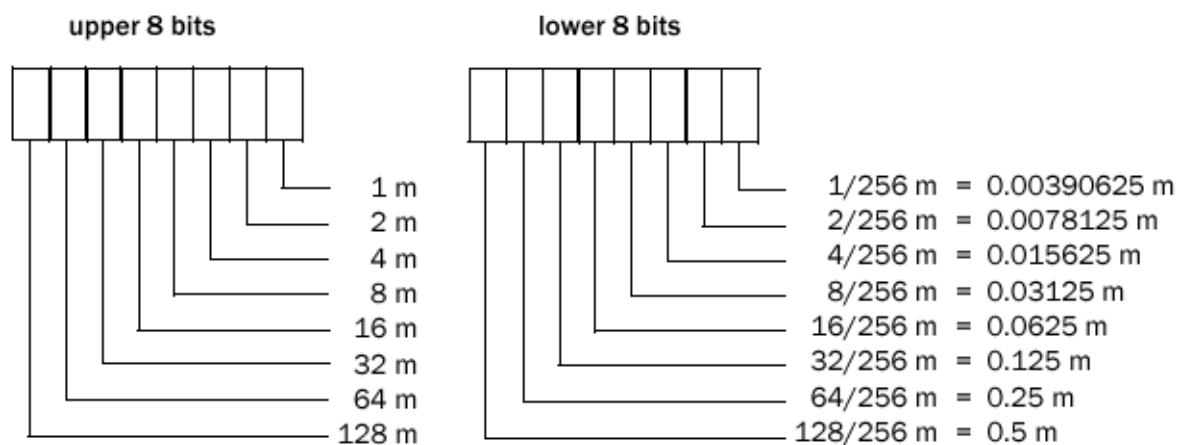 upper 8 bits
lower 8 bits
1 m
2 m
4 m
8 m
16 m
32 m
64 m
128 m
1/256 m = 0.00390625 m
2/256 m = 0.0078125 m
4/256 m = 0.015625 m
8/256 m = 0.03125 m
16/256 m = 0.0625 m
32/256 m = 0.125 m
64/256 m = 0.25 m
128/256 m = 0.5 m